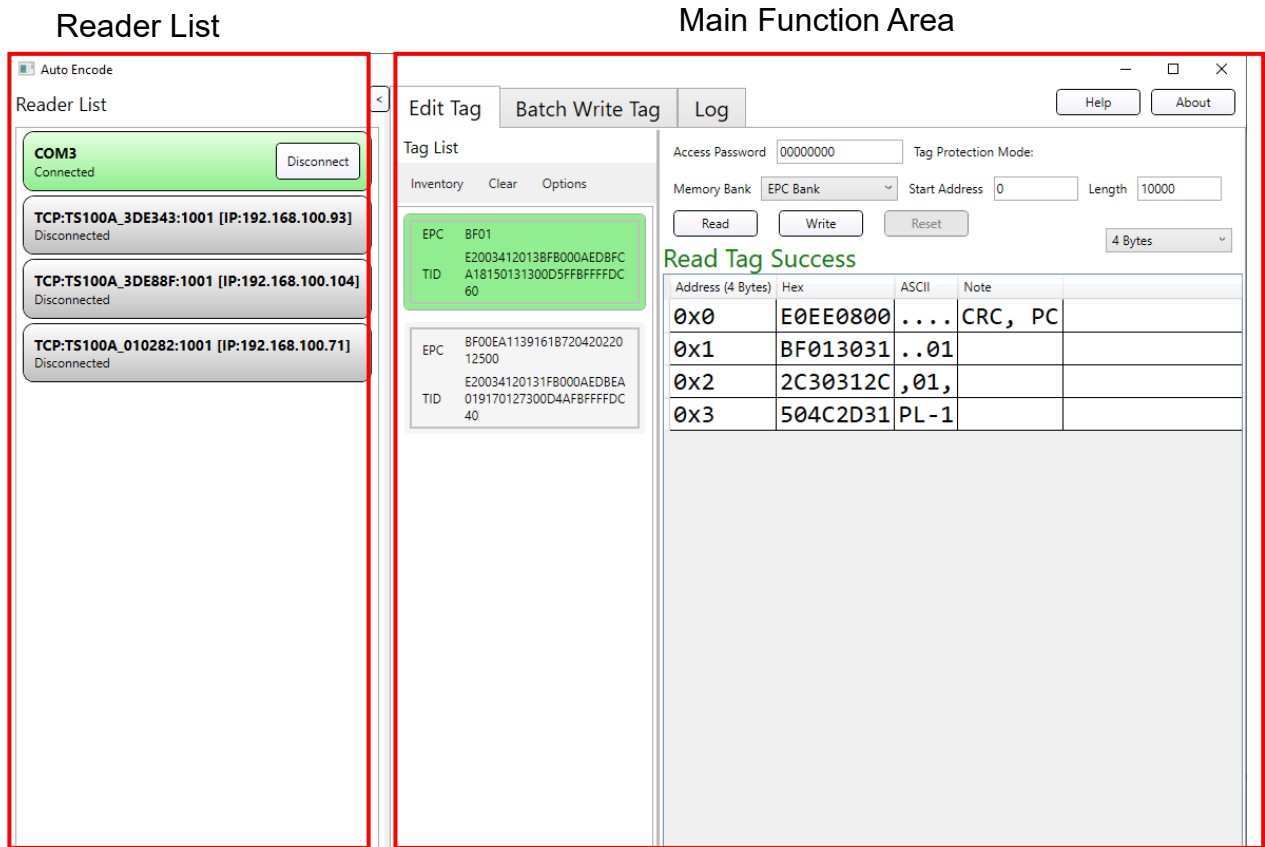 Reader List
Main Function Area
Auto Encode
Reader List
<
COM3
Connected
Disconnect
TCP:TS100A_3DE343:1001 [IP:192.168.100.93]
Disconnected
TCP:TS100A_3DE88F:1001 [IP:192.168.100.104]
Disconnected
TCP:TS100A_010282:1001 [IP:192.168.100.71]
Disconnected
Edit Tag
Batch Write Tag
Log
Help
About
Tag List
Inventory Clear Options
EPC BF01
TID E2003412013BFB000AEDBFC
A18150131300D5FFBFFFFDC
60
EPC BF00EA1139161B720420220
12500
TID E20034120131FB000AEDBEA
019170127300D4AFBFFFFDC
40
Access Password 00000000 Tag Protection Mode:
Memory Bank EPC Bank Start Address 0 Length 10000
Read Write Reset
4 Bytes
Read Tag Success
Address (4 Bytes) Hex ASCII Note
0x0 E0EE0800 .... CRC, PC
0x1 BF013031 ..01
0x2 2C30312C ,01,
0x3 504C2D31 PL-1